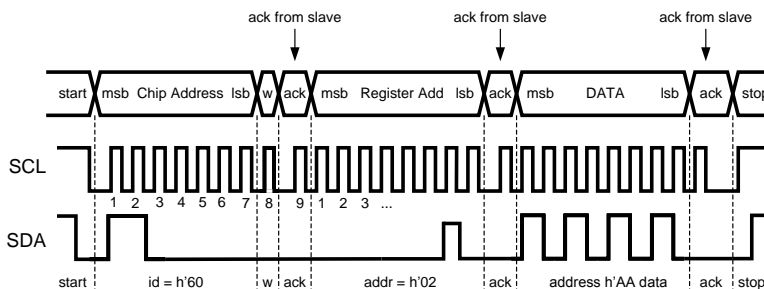 ack from slave ack from slave ack from slave
start msb Chip Address lsb w ack msb Register Add lsb ack msb DATA lsb ack stop
SCL
1 2 3 4 5 6 7 8 9 1 2 3 ...
SDA
start id = h'60 w ack addr = h'02 ack address h'AA data ack stop